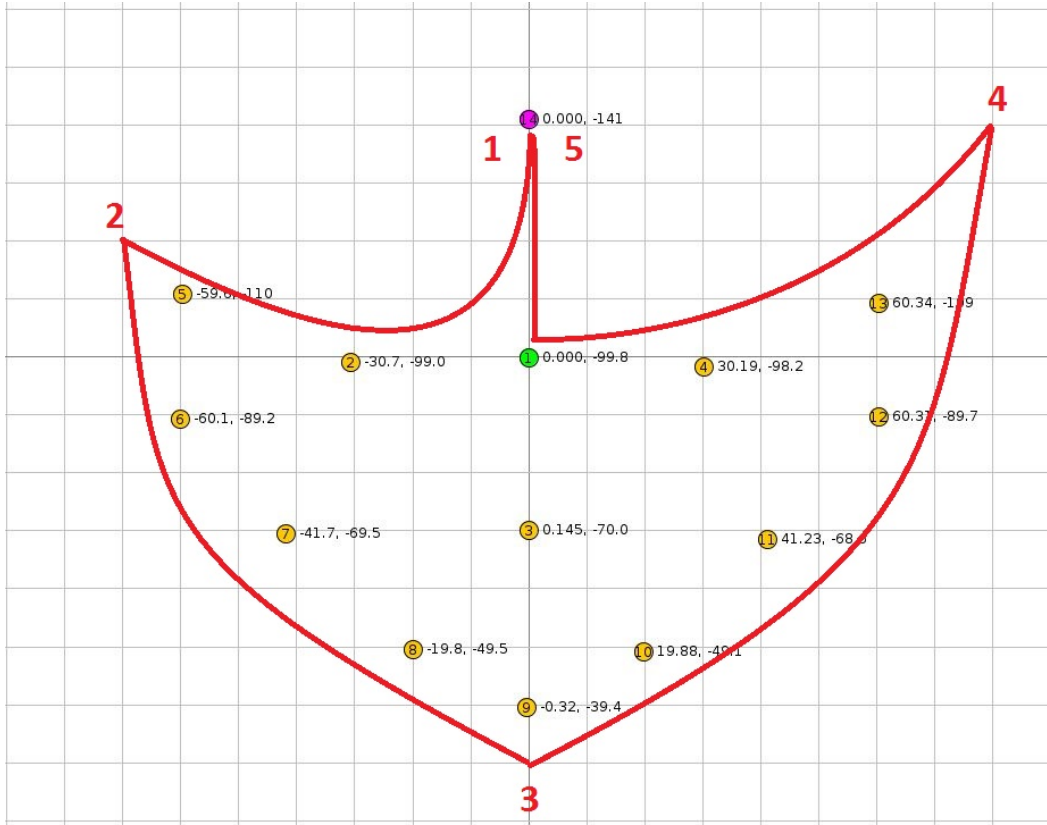 4
14 0.000, -141
1 5
2
5 -59.6, -110
13 60.34, -109
1 0.000, -99.8
2 -30.7, -99.0
4 30.19, -98.2
6 -60.1, -89.2
12 -89.7
3 0.145, -70.0
7 -41.7, -69.5
11 41.23,
8 -19.8, -49.5
10 19.88, -49.1
9 -0.32, -39.4
3